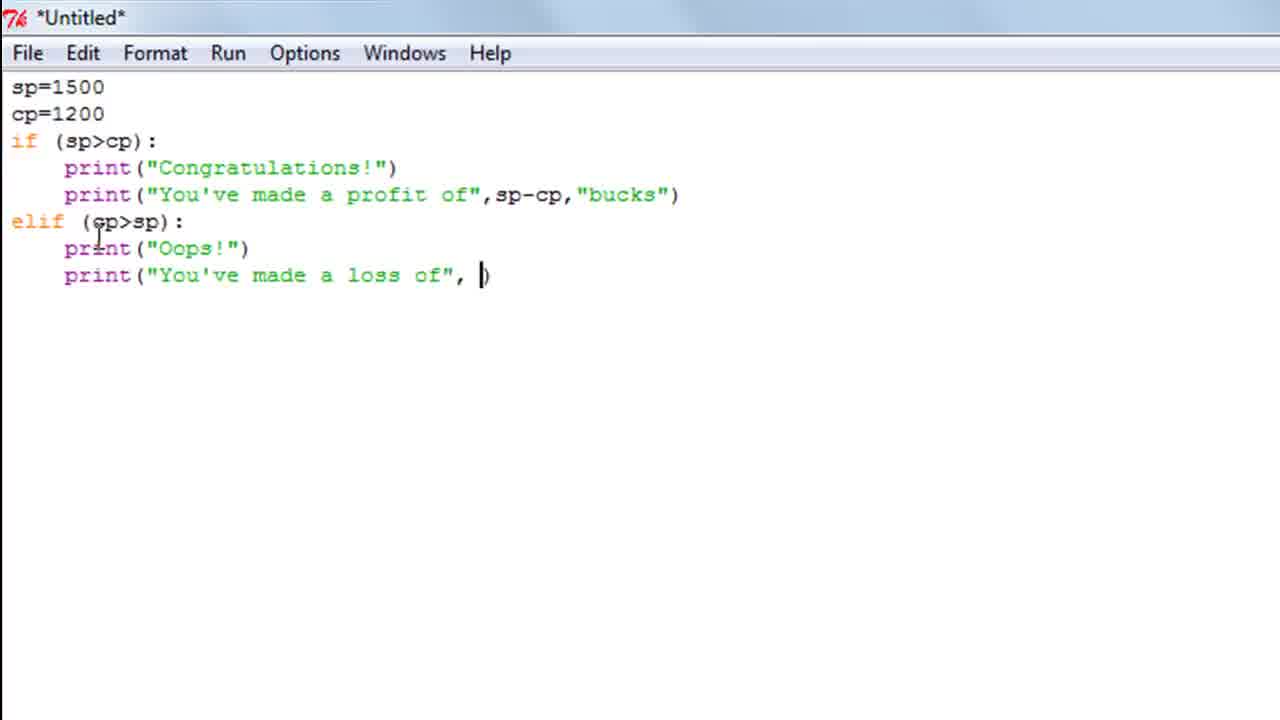 *Untitled*
File Edit Format Run Options Windows Help
sp=1500
cp=1200
if (sp>cp):
    print("Congratulations!")
    print("You've made a profit of",sp-cp,"bucks")
elif (cp>sp):
    print("Oops!")
    print("You've made a loss of", )